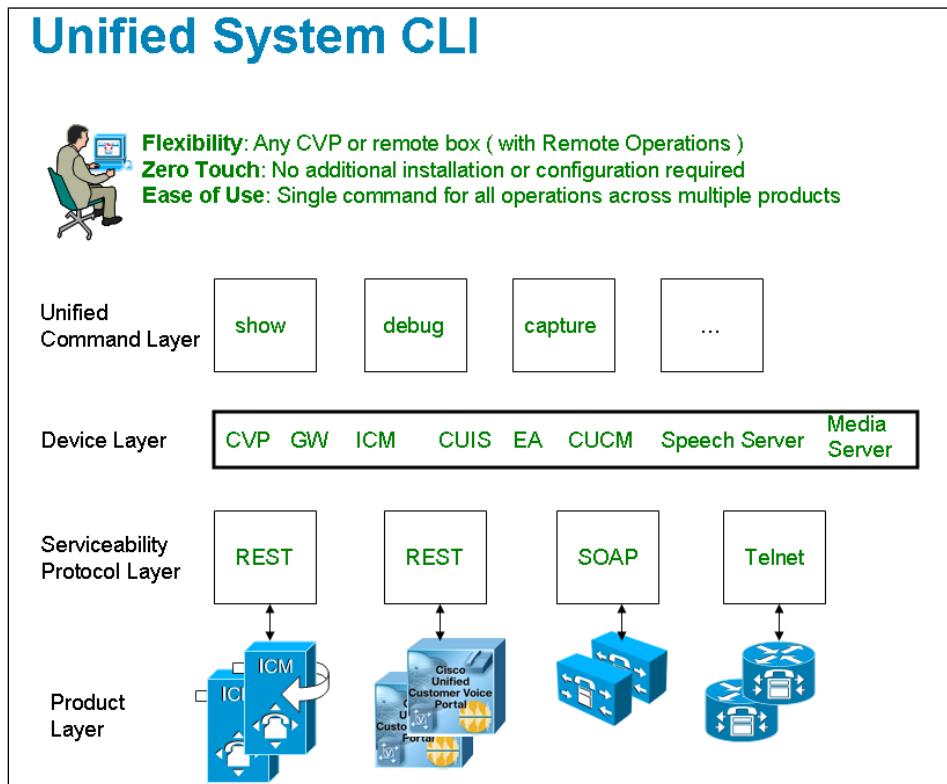 Unified System CLI
Flexibility: Any CVP or remote box ( with Remote Operations )
Zero Touch: No additional installation or configuration required
Ease of Use: Single command for all operations across multiple products
Unified
Command Layer
show
debug
capture
...
Device Layer
CVP GW ICM CUIS EA CUCM Speech Server Media
Server
Serviceability
Protocol Layer
REST
REST
SOAP
Telnet
Product
Layer
ICM
Cisco
Unified
Customer Voice
Portal
Portal